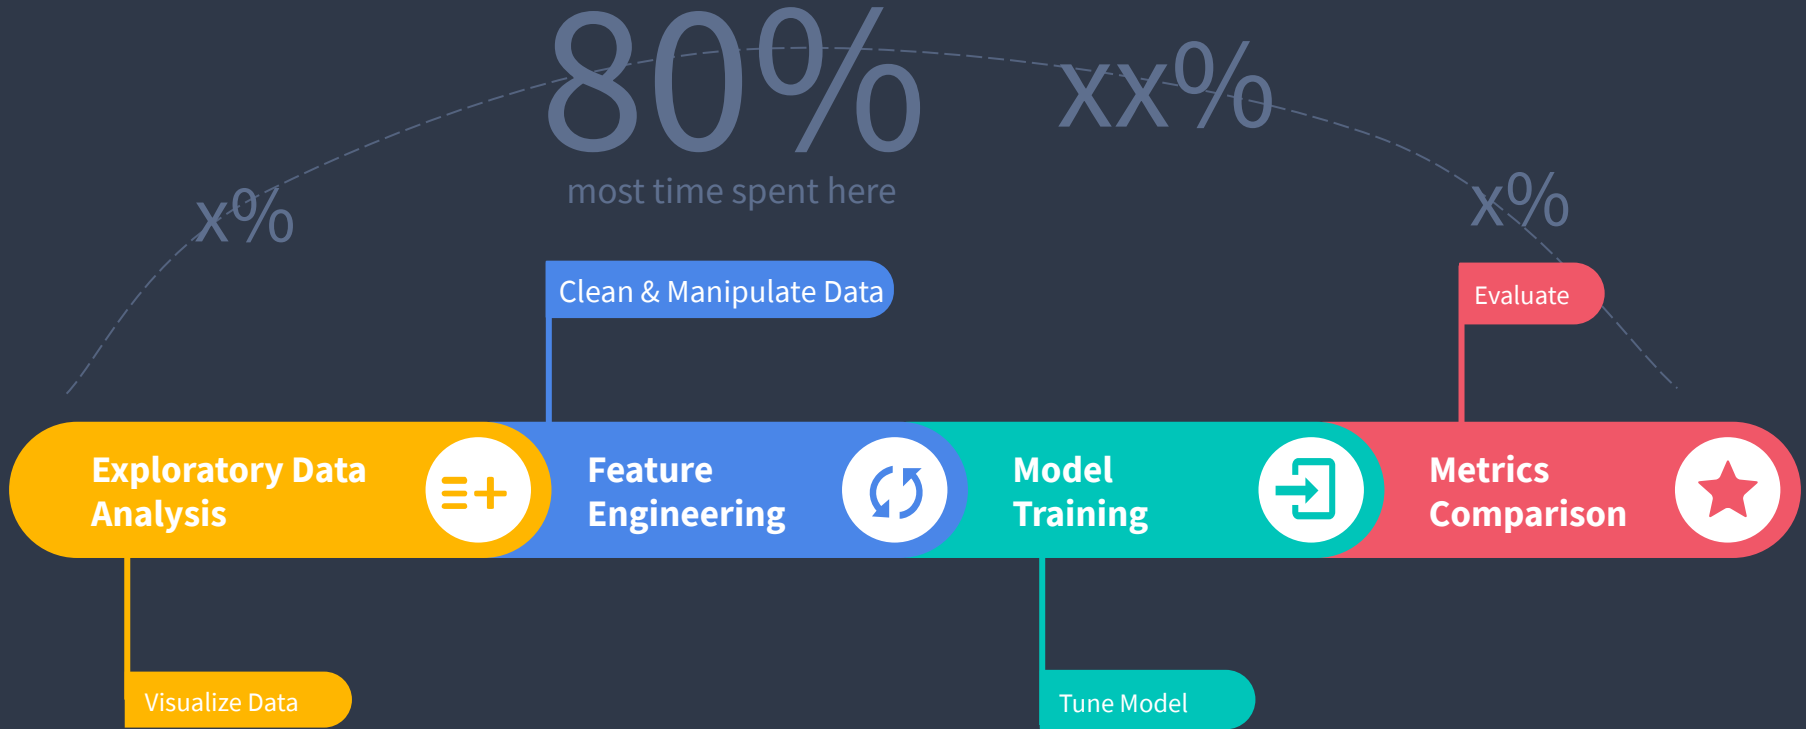 80%
xx%
most time spent here
x%
x%
Clean & Manipulate Data
Evaluate
Exploratory Data
Analysis
Feature
Engineering
Model
Training
Metrics
Comparison
Visualize Data
Tune Model